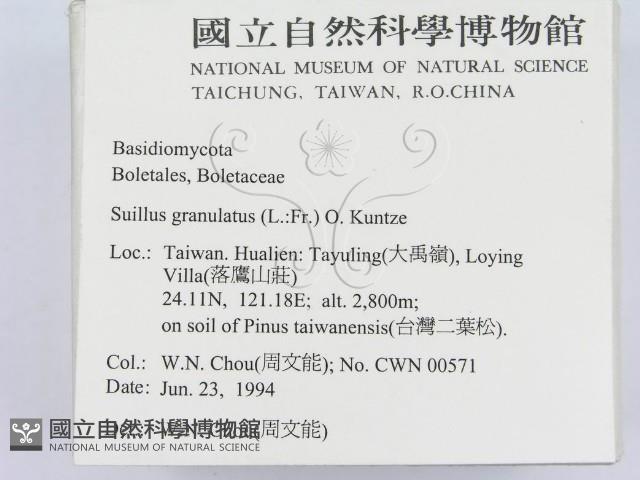 國立自然科學博物館
NATIONAL MUSEUM OF NATURAL SCIENCE
TAICHUNG, TAIWAN, R.O.CHINA
Basidiomycota
Boletales, Boletaceae
Suillus granulatus (L.:Fr.) O. Kuntze
Loc.: Taiwan. Hualien: Tayuling(大禹嶺), Loying
Villa(落鷹山莊)
24.11N, 121.18E; alt. 2,800m;
on soil of Pinus taiwanensis(台灣二葉松).
Col.: W.N. Chou(周文能); No. CWN 00571
Date: Jun. 23, 1994
(周文能)
國立自然科學博物館
NATIONAL MUSEUM OF NATURAL SCIENCE